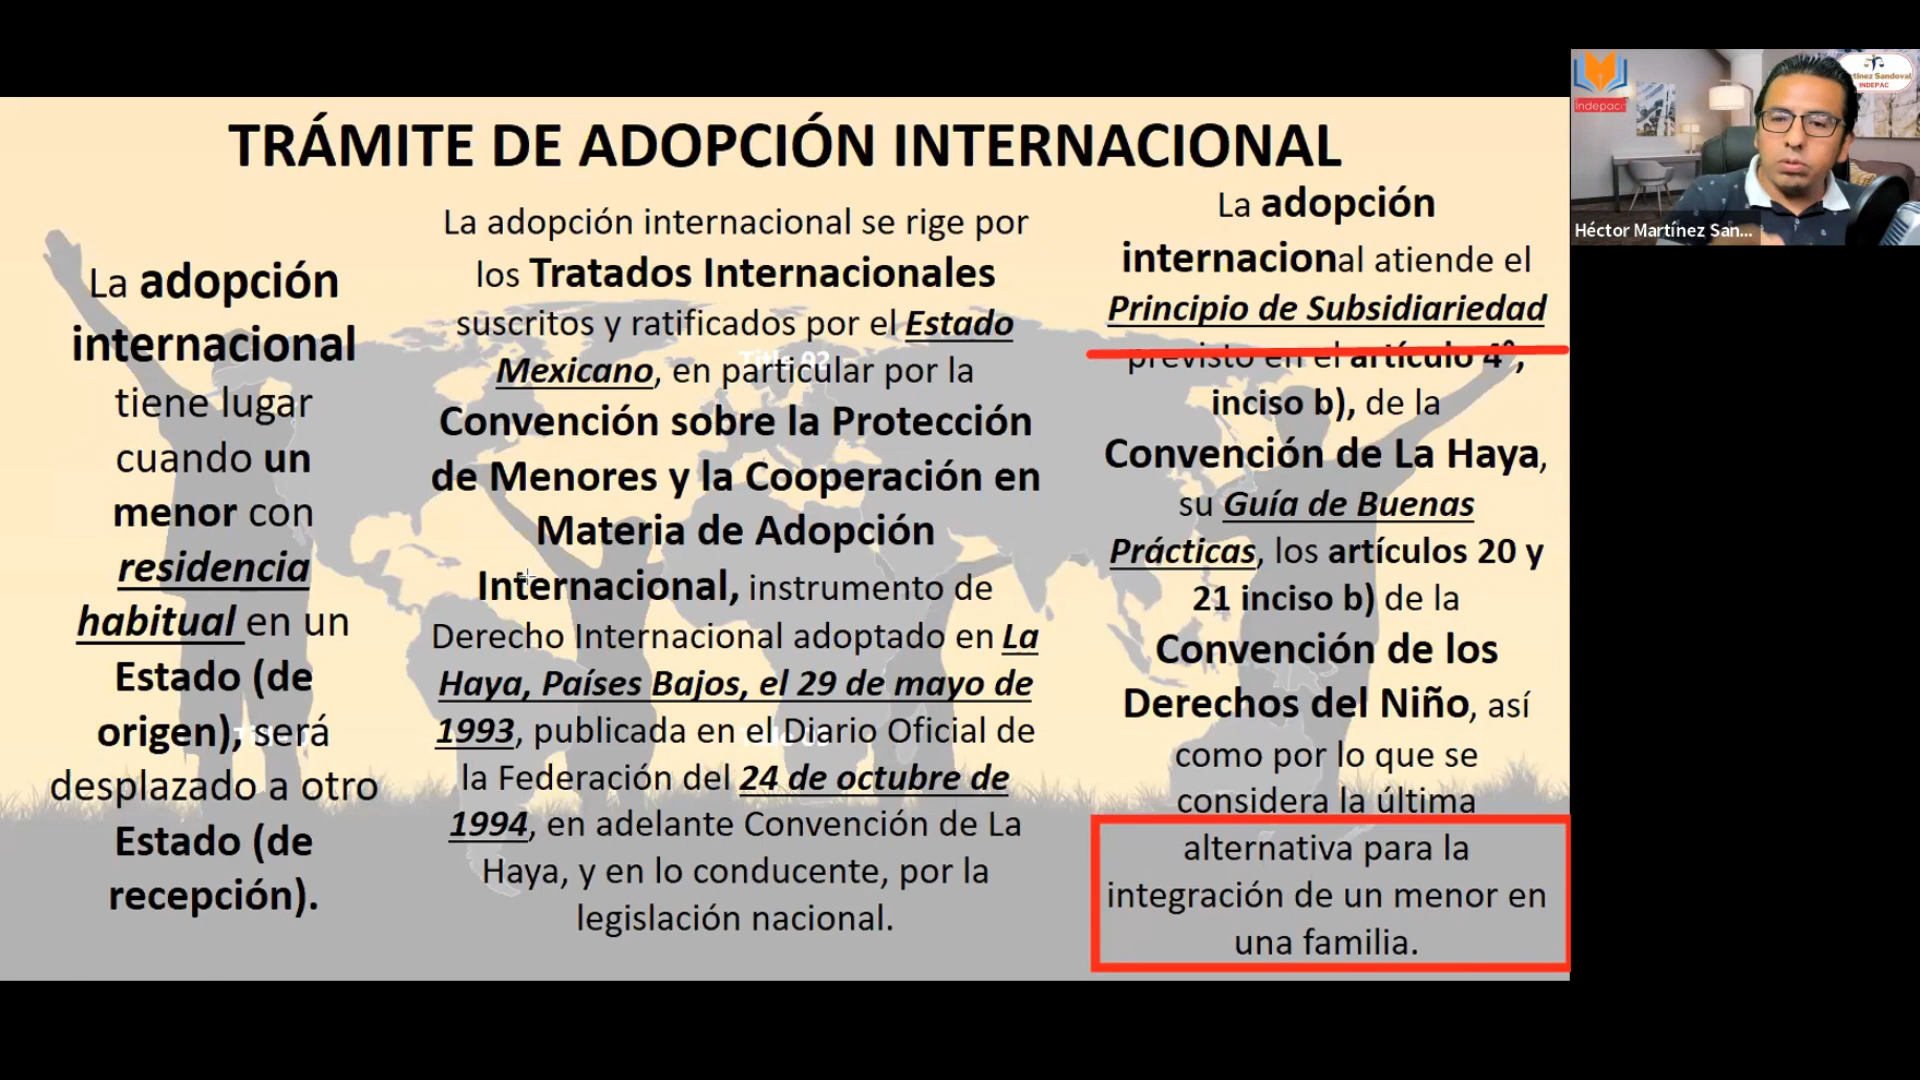 TRÁMITE DE ADOPCIÓN INTERNACIONAL
La adopción
internacional
tiene lugar
cuando un
menor con
residencia
habitual en un
Estado (de
origen), será
desplazado a otro
Estado (de
recepción).
La adopción internacional se rige por
los Tratados Internacionales
suscritos y ratificados por el Estado
Mexicano, en particular por la
Convención sobre la Protección
de Menores y la Cooperación en
Materia de Adopción
Internacional, instrumento de
Derecho Internacional adoptado en La
Haya, Países Bajos, el 29 de mayo de
1993, publicada en el Diario Oficial de
la Federación del 24 de octubre de
1994, en adelante Convención de La
Haya, y en lo conducente, por la
legislación nacional.
La adopción
internacional atiende el
Principio de Subsidiariedad
previsto en el artículo 4°,
inciso b), de la
Convención de La Haya,
su Guía de Buenas
Prácticas, los artículos 20 y
21 inciso b) de la
Convención de los
Derechos del Niño, así
como por lo que se
considera la última
alternativa para la
integración de un menor en
una familia.
Title 02
Indepac
tínez Sandoval
INDEPAC
Héctor Martínez San...